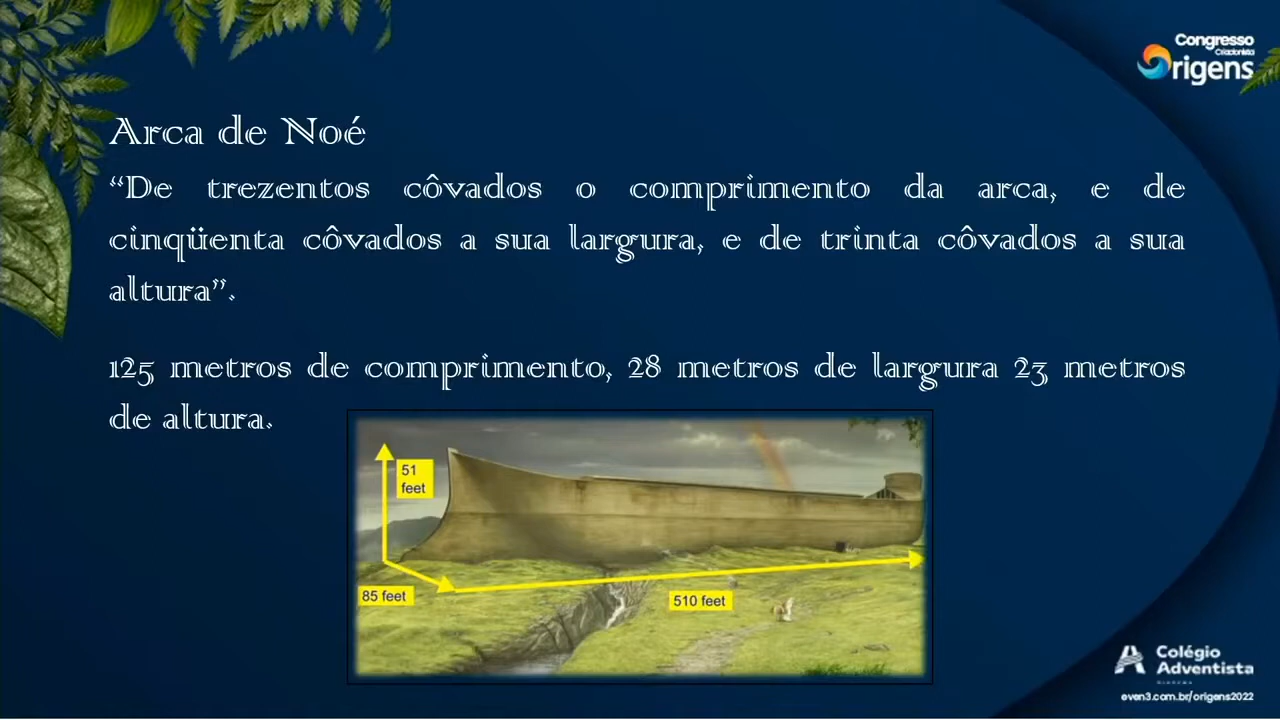 Congresso
Criacionista
Origens
Arca de Noé
“De trezentos côvados o comprimento da arca, e de
cinqüenta côvados a sua largura, e de trinta côvados a sua
altura”.
125 metros de comprimento, 28 metros de largura 23 metros
de altura.
51
feet
85 feet
510 feet
Colégio
Adventista
even3.com.br/origens2022